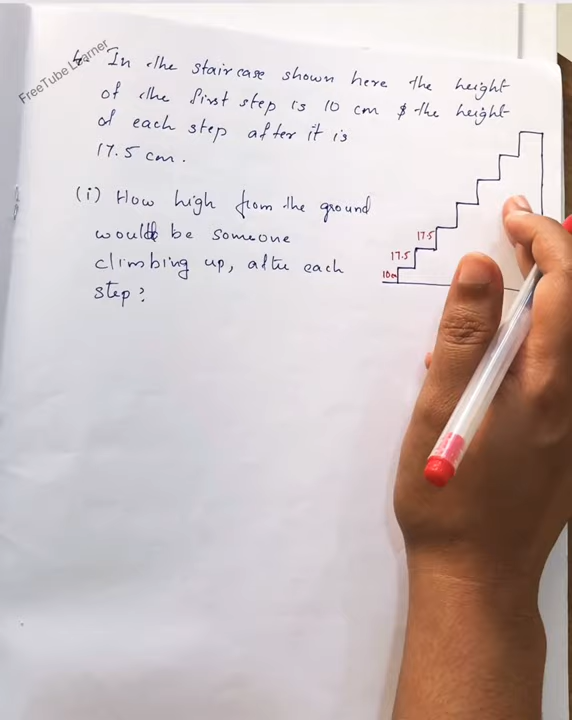 FreeTube Learner
4. In the staircase shown here the height
of the first step is 10 cm & the height
of each step after it is
17.5 cm.
(i) How high from the ground
would be someone
climbing up, after each
step?
17.5
17.5
10cm